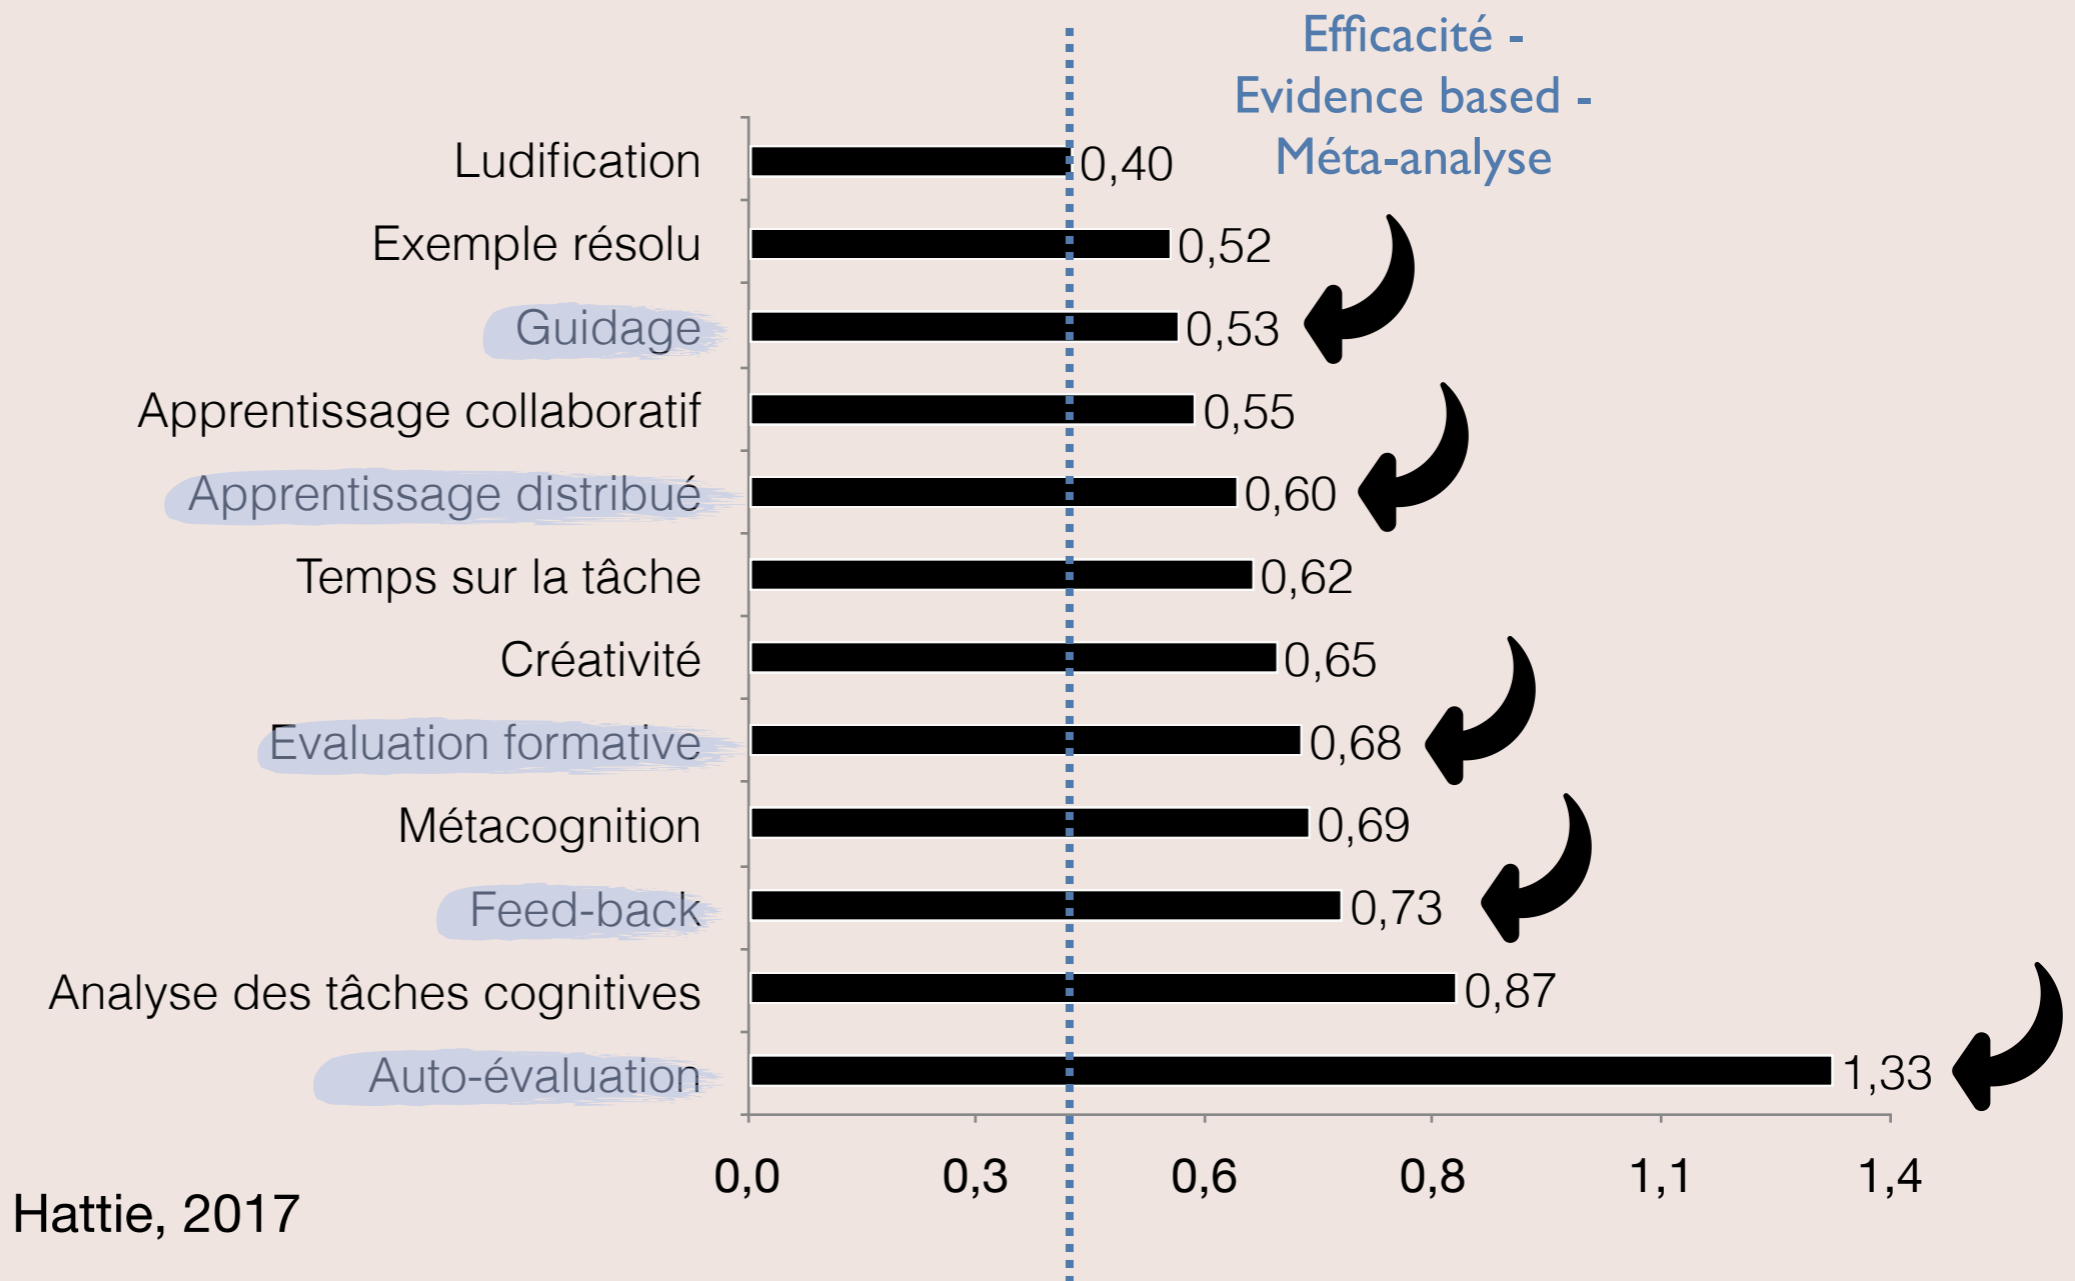 Efficacité -
Evidence based -
Méta-analyse
Ludification 0,40
Exemple résolu 0,52
Guidage 0,53
Apprentissage collaboratif 0,55
Apprentissage distribué 0,60
Temps sur la tâche 0,62
Créativité 0,65
Evaluation formative 0,68
Métacognition 0,69
Feed-back 0,73
Analyse des tâches cognitives 0,87
Auto-évaluation 1,33
0,0 0,3 0,6 0,8 1,1 1,4
Hattie, 2017